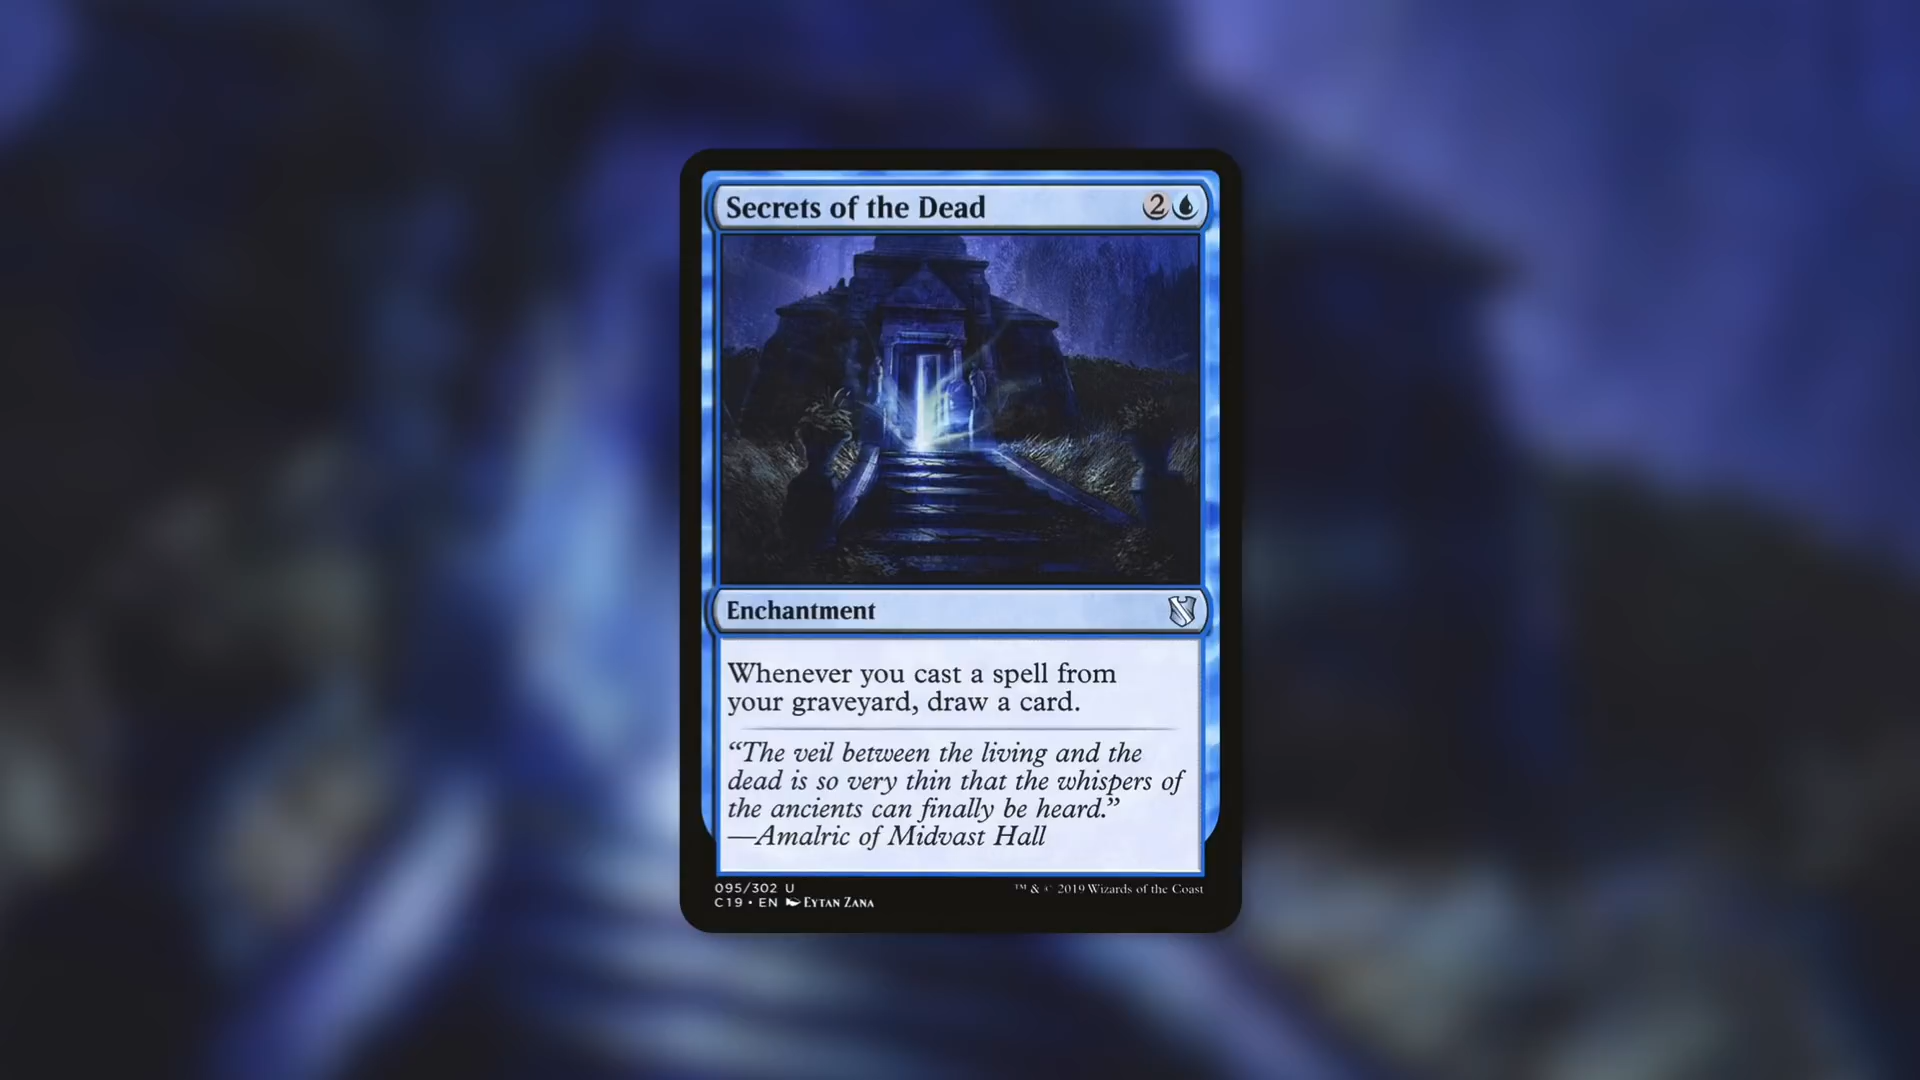 Secrets of the Dead 2
Enchantment
Whenever you cast a spell from
your graveyard, draw a card.
“The veil between the living and the
dead is so very thin that the whispers of
the ancients can finally be heard.”
—Amalric of Midvast Hall
095/302 U
C19 • EN Eytan Zana
™ & © 2019 Wizards of the Coast